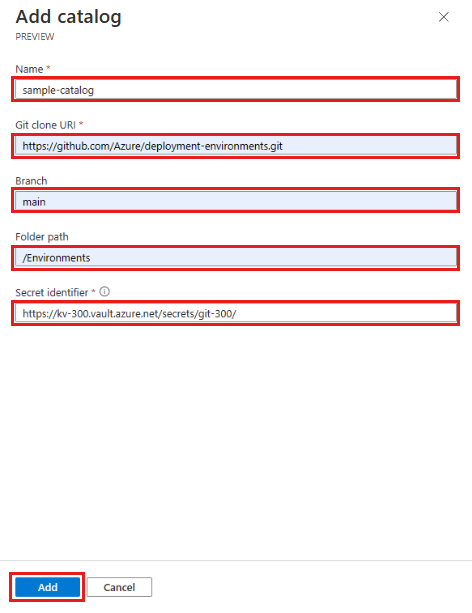 Add catalog
PREVIEW
Name *
sample-catalog
Git clone URI *
https://github.com/Azure/deployment-environments.git
Branch
main
Folder path
/Environments
Secret identifier *
https://kv-300.vault.azure.net/secrets/git-300/
Add Cancel